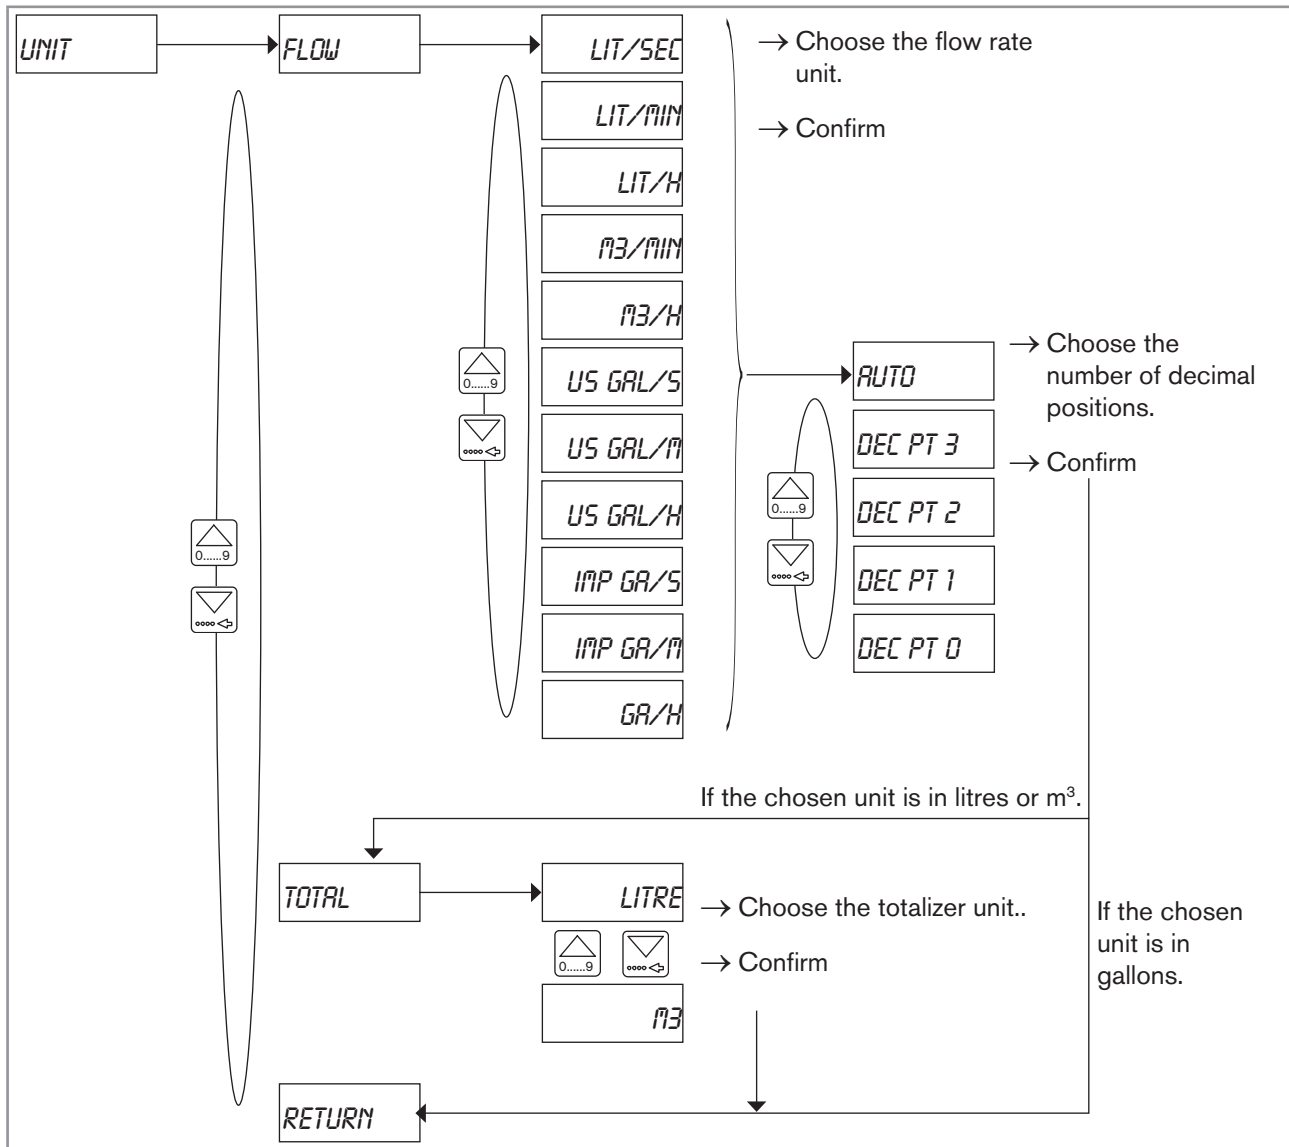 UNIT
FLOW
LIT/SEC
→ Choose the flow rate
unit.
→ Confirm
LIT/MIN
LIT/H
M3/MIN
M3/H
US GAL/S
US GAL/M
US GAL/H
IMP GA/S
IMP GA/M
GA/H
0......9
0......9
AUTO
DEC PT 3
DEC PT 2
DEC PT 1
DEC PT 0
→ Choose the
number of decimal
positions.
→ Confirm
0......9
If the chosen unit is in litres or m³.
TOTAL
LITRE
→ Choose the totalizer unit..
0......9
→ Confirm
M3
If the chosen
unit is in
gallons.
RETURN